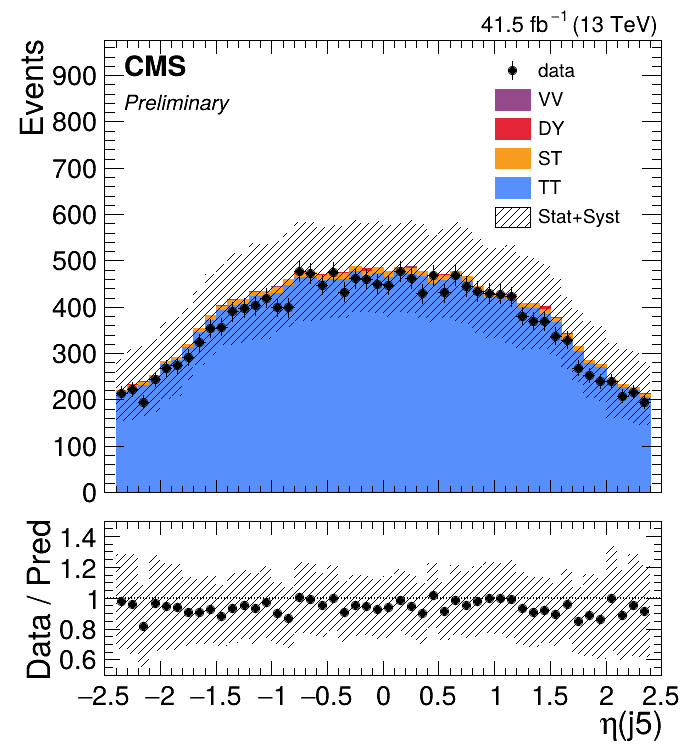 41.5 fb⁻¹ (13 TeV)
Events
900
800
700
600
500
400
300
200
100
0
CMS
Preliminary
data
VV
DY
ST
TT
Stat+Syst
Data / Pred
1.4
1.2
1
0.8
0.6
−2.5 −2 −1.5 −1 −0.5 0 0.5 1 1.5 2 2.5
η(j5)